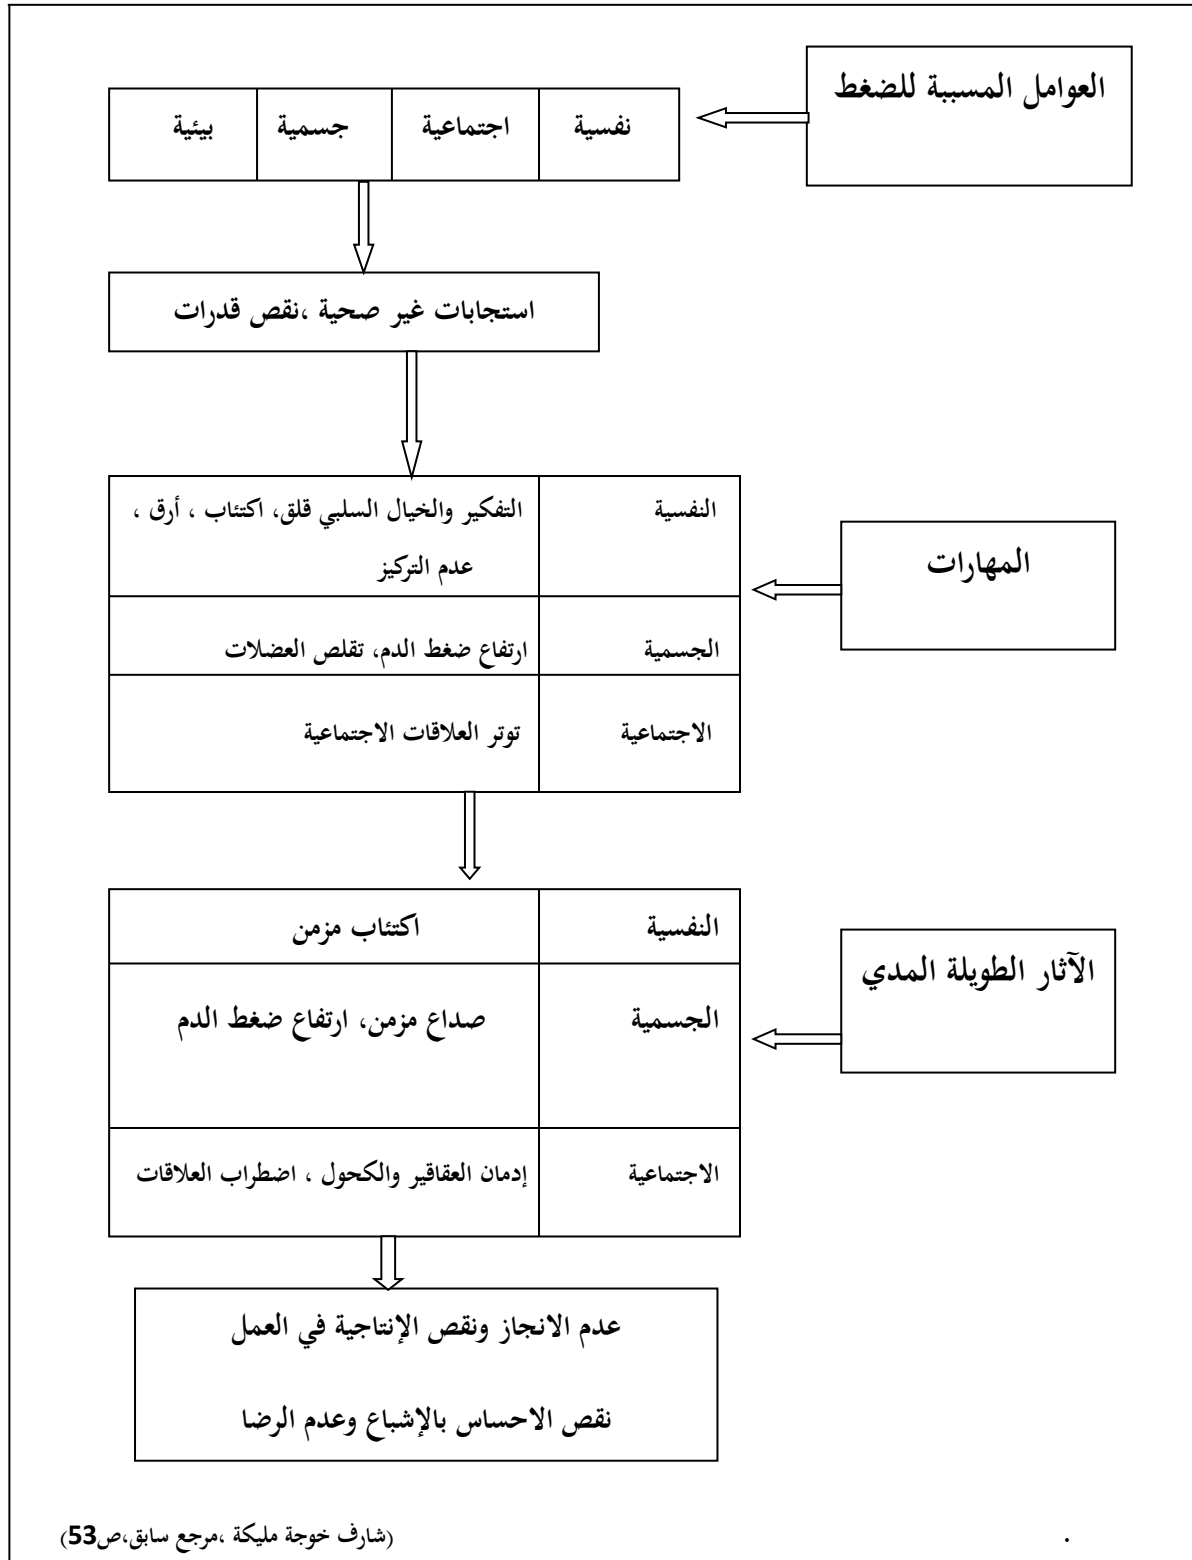 العوامل المسببة للضغط
نفسية اجتماعية جسمية بيئية
استجابات غير صحية ،نقص قدرات
المهارات
النفسية التفكير والخيال السلبي قلق، اكتئاب ، أرق ،
عدم التركيز
الجسمية ارتفاع ضغط الدم، تقلص العضلات
الاجتماعية توتر العلاقات الاجتماعية
الآثار الطويلة المدي
النفسية اكتئاب مزمن
الجسمية صداع مزمن، ارتفاع ضغط الدم
الاجتماعية إدمان العقاقير والكحول ، اضطراب العلاقات
عدم الانجاز ونقص الإنتاجية في العمل
نقص الاحساس بالإشباع وعدم الرضا
. (شارف خوجة مليكة ،مرجع سابق،ص53)